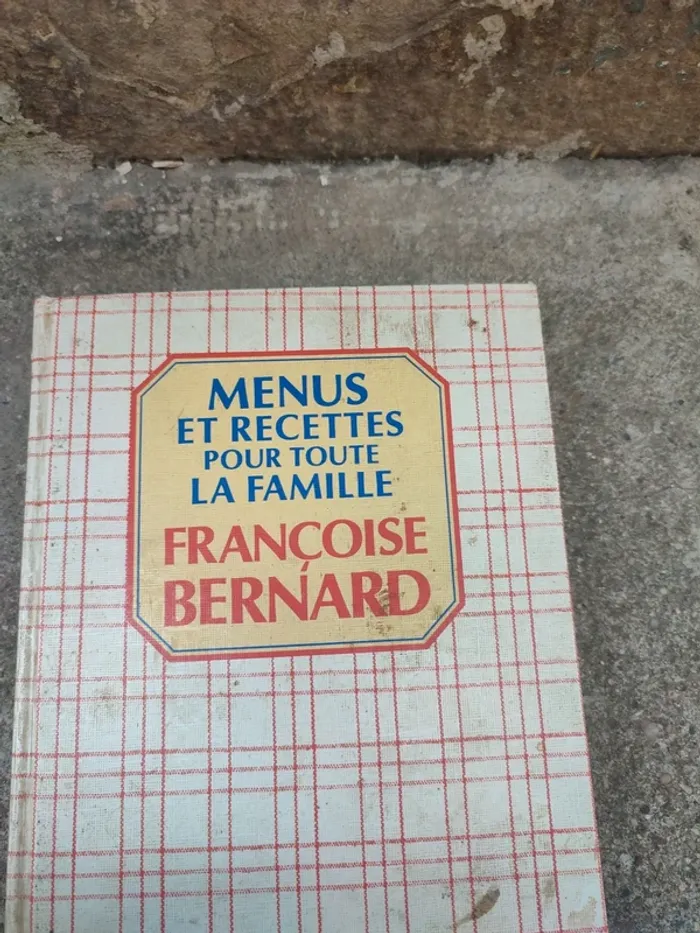 MENUS
ET RECETTES
POUR TOUTE
LA FAMILLE
FRANÇOISE
BERNARD